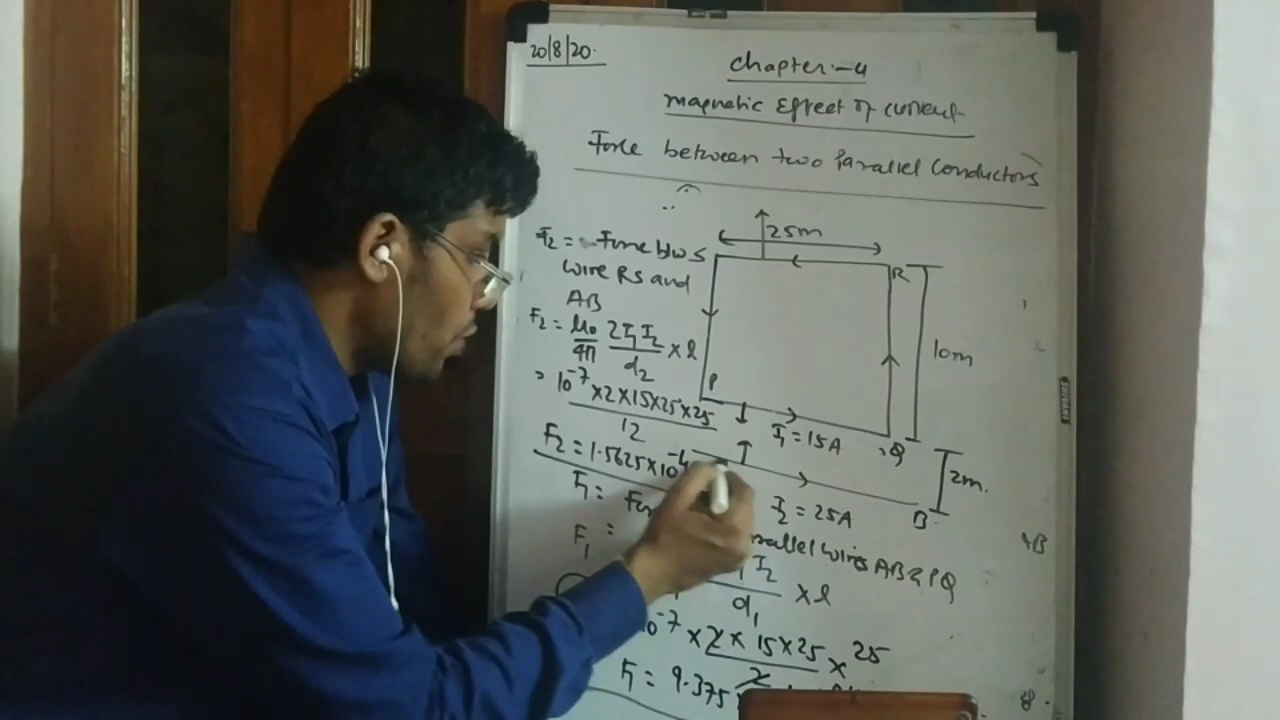 20/8/20.
Chapter:-4
Magnetic Effect of current
Force between two Parallel Conductors
25m
F2 = Force b/w
wire RS and
AB
S
R
F2 = μ0/4π 2I1I2/d2 × l
10m
= 10^-7 ×2×15×25×25 / 12
P
I1 = 15A
Q
F2 = 1.5625×10^-4
2m.
I2 = 25A
B
F1 =
F1 =
Parallel wires AB & PQ
I2 / d1 × l
10^-7 × 2 × 15×25 / 2 × 25
F1 = 9.375